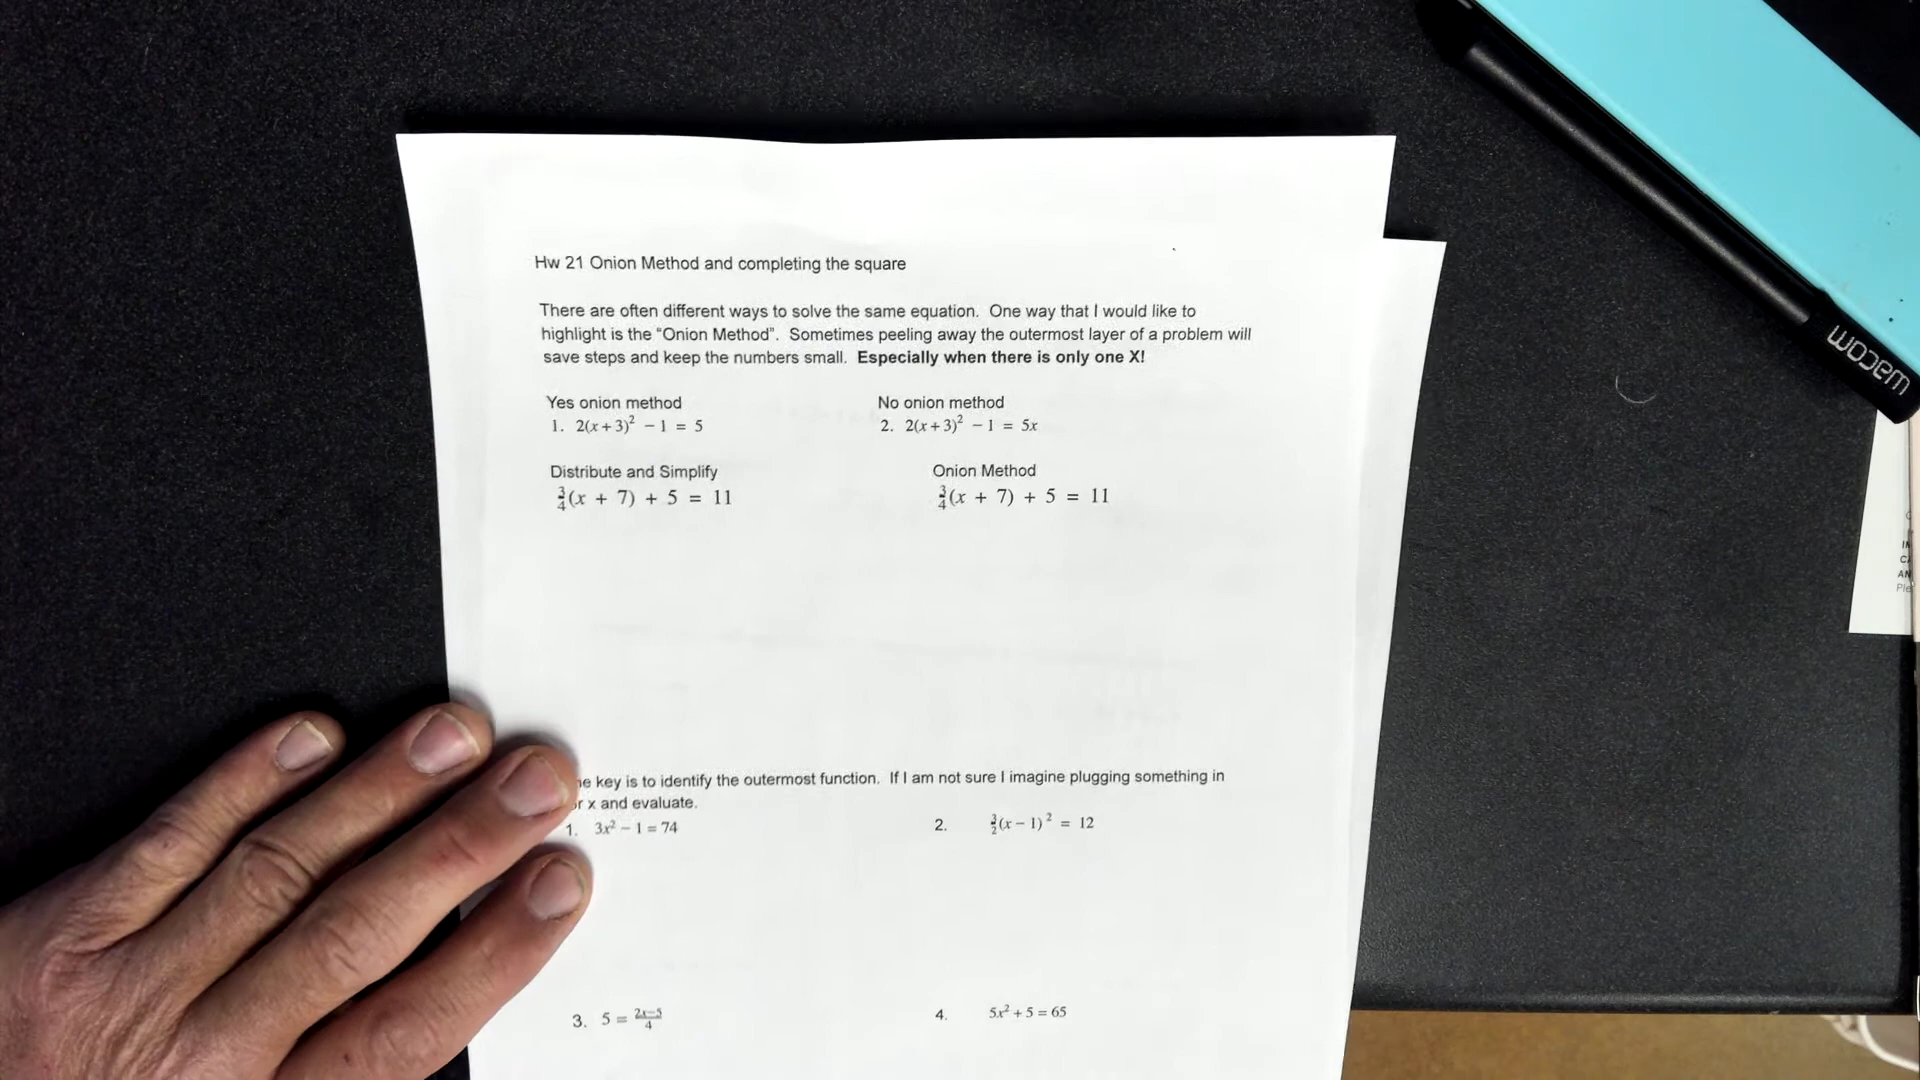 Hw 21 Onion Method and completing the square
There are often different ways to solve the same equation. One way that I would like to
highlight is the "Onion Method". Sometimes peeling away the outermost layer of a problem will
save steps and keep the numbers small. Especially when there is only one X!
Yes onion method
1. 2(x+3)² − 1 = 5
No onion method
2. 2(x+3)² − 1 = 5x
Distribute and Simplify
3/4(x + 7) + 5 = 11
Onion Method
3/4(x + 7) + 5 = 11
key is to identify the outermost function. If I am not sure I imagine plugging something in
x and evaluate.
1. 3x² − 1 = 74
2. 3/2(x − 1)² = 12
3. 5 = (2x−5)/4
4. 5x² + 5 = 65
wacom